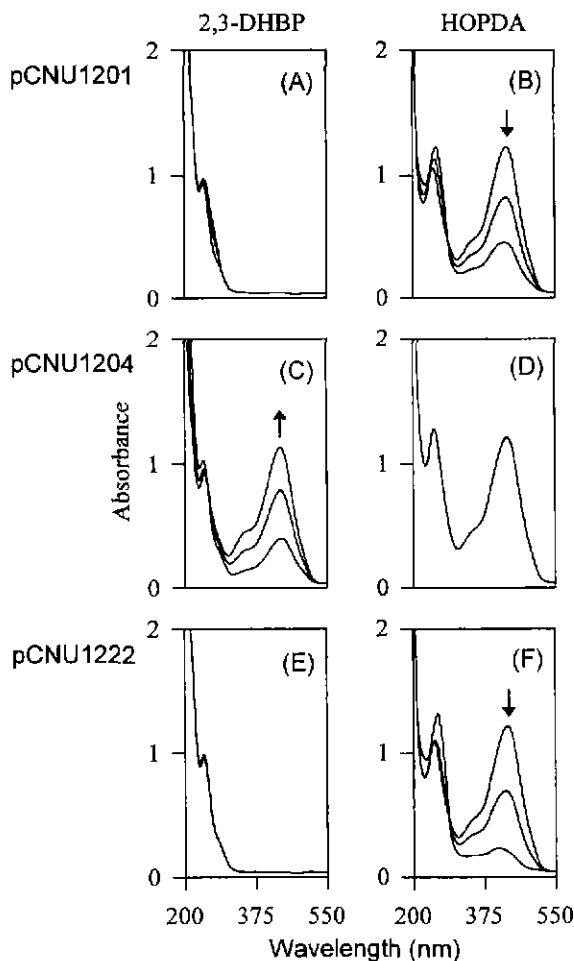 2,3-DHBP HOPDA
pCNU1201
2 (A) 2 (B)
1 1
0 0
pCNU1204
2 (C) 2 (D)
Absorbance
1 1
0 0
pCNU1222
2 (E) 2 (F)
1 1
0 0
200 375 550 200 375 550
Wavelength (nm)